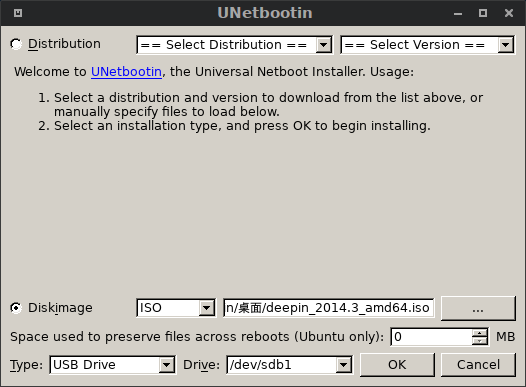 UNetbootin
Distribution == Select Distribution == == Select Version ==
Welcome to UNetbootin, the Universal Netboot Installer. Usage:
1. Select a distribution and version to download from the list above, or
manually specify files to load below.
2. Select an installation type, and press OK to begin installing.
Diskimage ISO n/桌面/deepin_2014.3_amd64.iso ...
Space used to preserve files across reboots (Ubuntu only): 0 MB
Type: USB Drive Drive: /dev/sdb1 OK Cancel